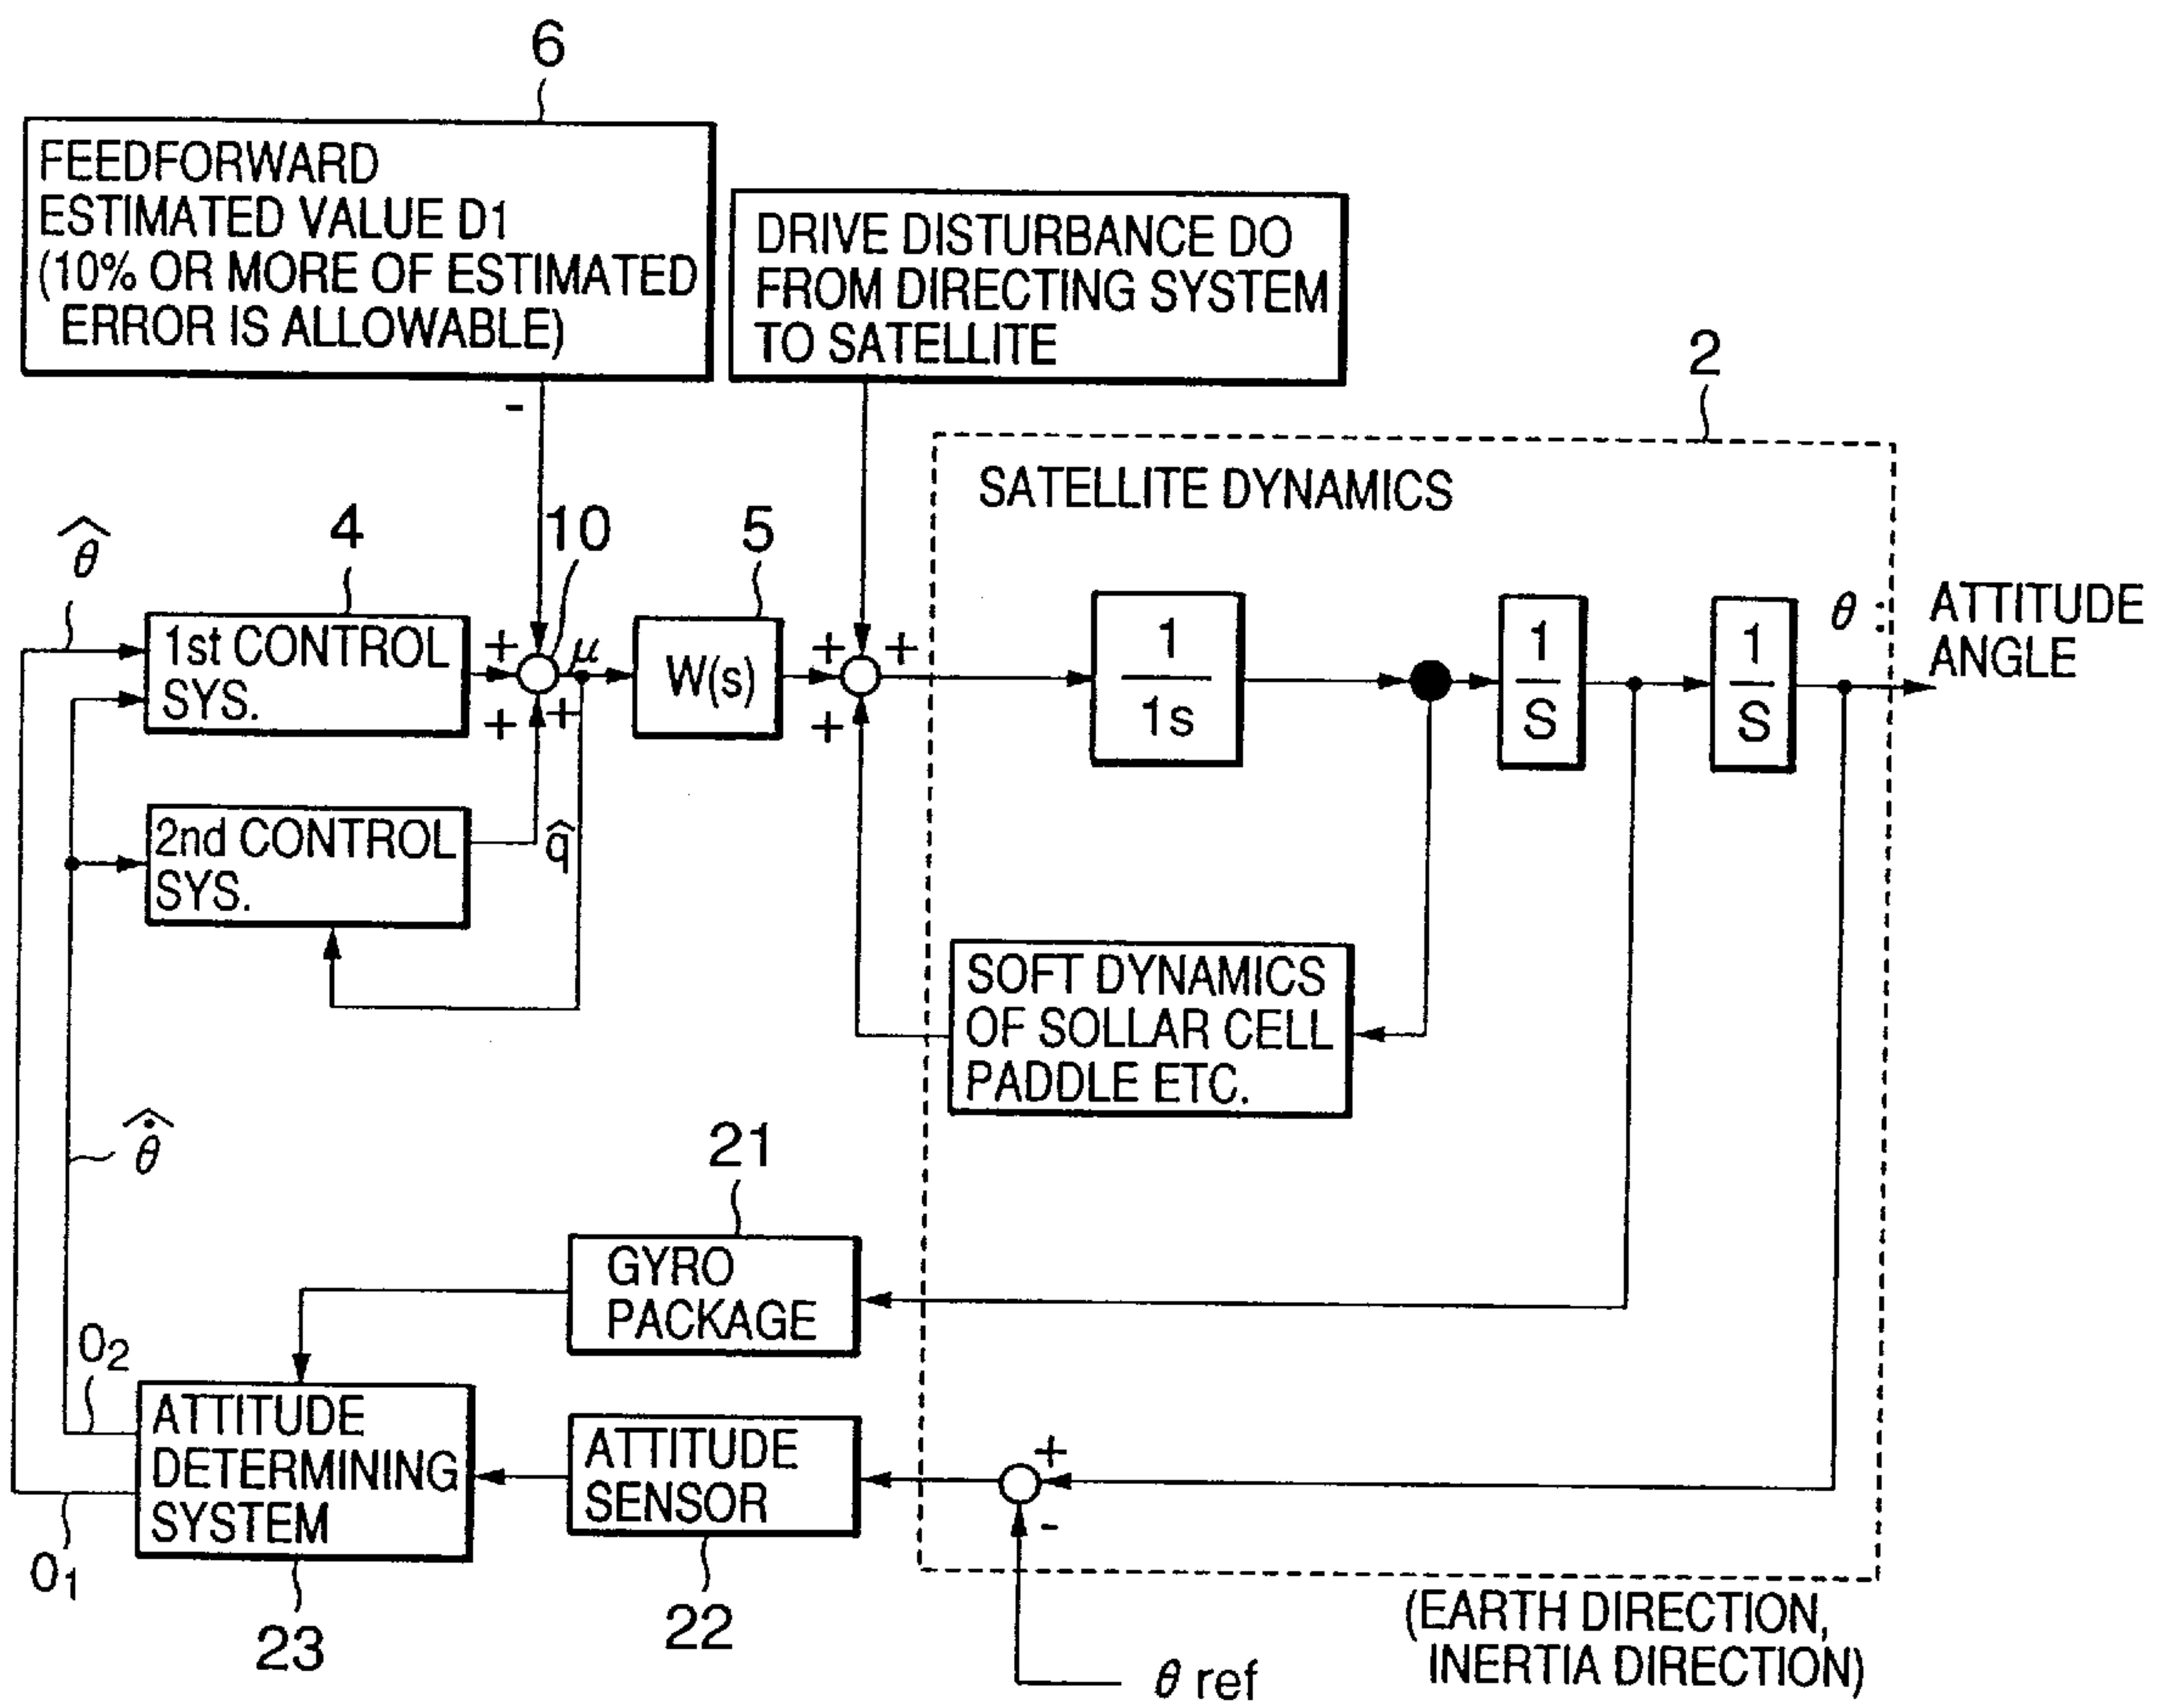 6
FEEDFORWARD
ESTIMATED VALUE D1
(10% OR MORE OF ESTIMATED
ERROR IS ALLOWABLE)
DRIVE DISTURBANCE DO
FROM DIRECTING SYSTEM
TO SATELLITE
2
-
SATELLITE DYNAMICS
θ̂
4
10
5
1st CONTROL
SYS.
+
+
+
μ
W(s)
+
+
+
1
1s
1
S
1
S
θ :
ATTITUDE
ANGLE
2nd CONTROL
SYS.
q̂
SOFT DYNAMICS
OF SOLLAR CELL
PADDLE ETC.
θ̇̂
21
GYRO
PACKAGE
O2
ATTITUDE
DETERMINING
SYSTEM
ATTITUDE
SENSOR
+
-
O1
23
22
θ ref
(EARTH DIRECTION,
INERTIA DIRECTION)